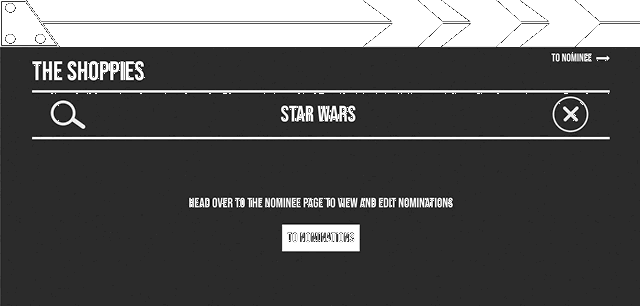 TO NOMINEE
THE SHOPPIES
STAR WARS
HEAD OVER TO THE NOMINEE PAGE TO VIEW AND EDIT NOMINATIONS
TO NOMINATIONS